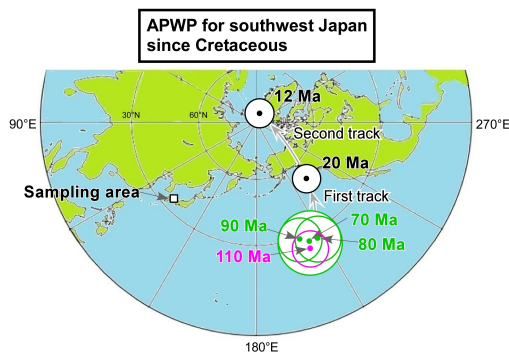 APWP for southwest Japan
since Cretaceous
12 Ma
30°N
60°N
90°E
270°E
Second track
20 Ma
Sampling area
First track
70 Ma
90 Ma
80 Ma
110 Ma
180°E